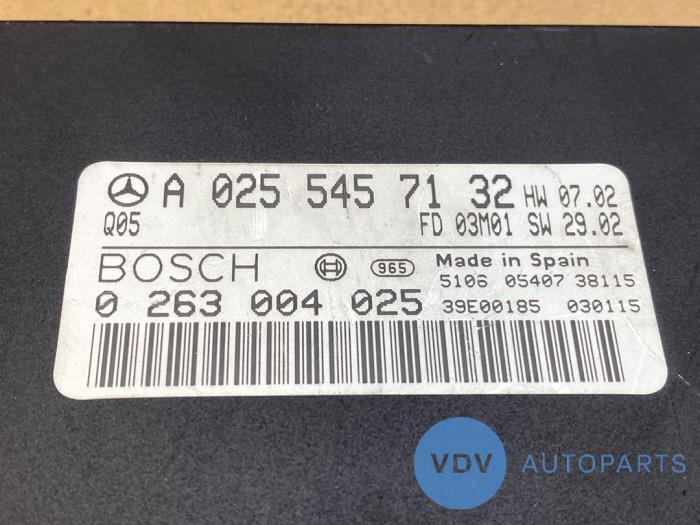 A 025 545 71 32 HW 07.02
Q05 FD 03M01 SW 29.02
BOSCH 965 Made in Spain
5106 05407 38115
0 263 004 025 39E00185 030115
VDV AUTOPARTS